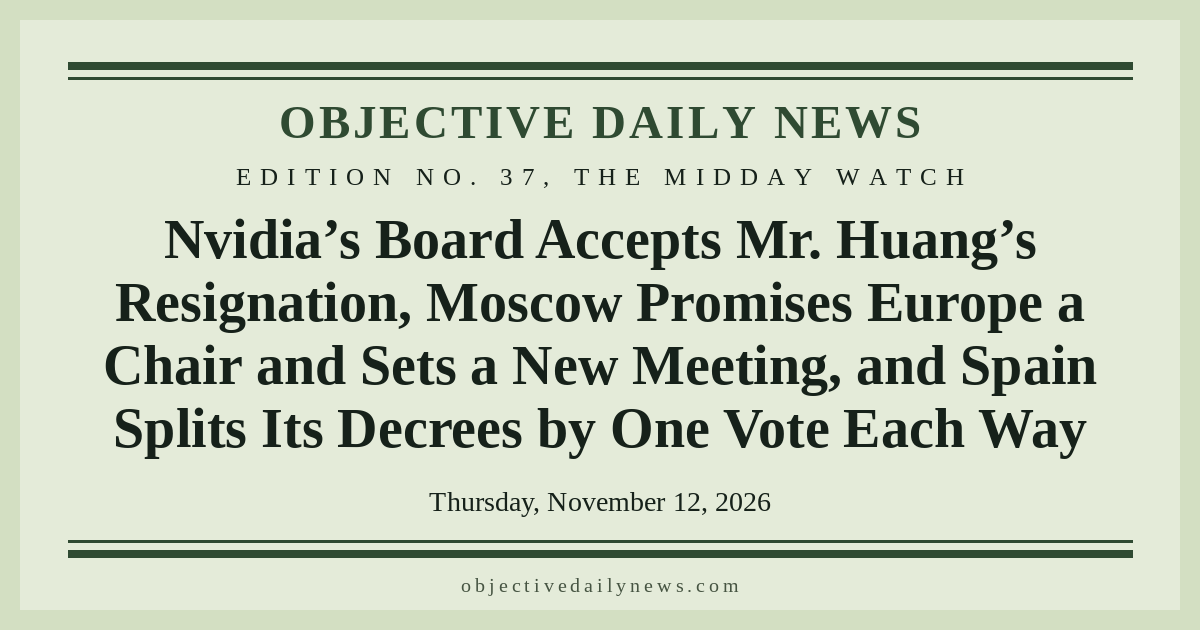 OBJECTIVE DAILY NEWS
EDITION NO. 37, THE MIDDAY WATCH
Nvidia’s Board Accepts Mr. Huang’s
Resignation, Moscow Promises Europe a
Chair and Sets a New Meeting, and Spain
Splits Its Decrees by One Vote Each Way
Thursday, November 12, 2026
objectivedailynews.com